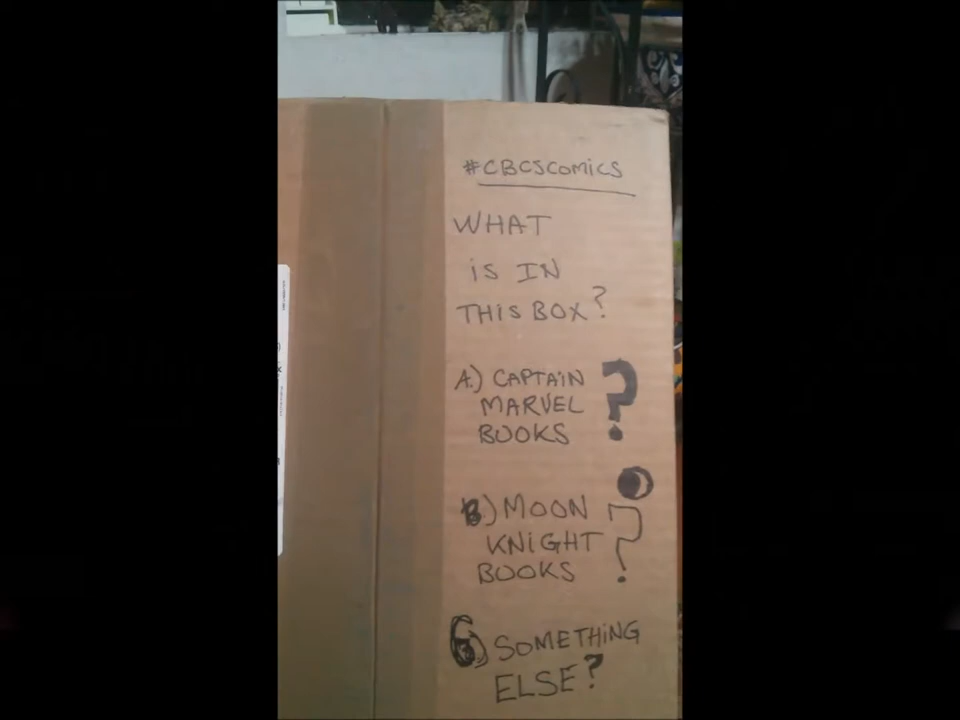 #CBCSCOMICS
WHAT
iS IN
THiS BOX?
A.) CAPTAiN
MARVEL
BOOKS ?
B.) MOON
KNiGHT
BOOKS ?
SOMETHiNG
ELSE?